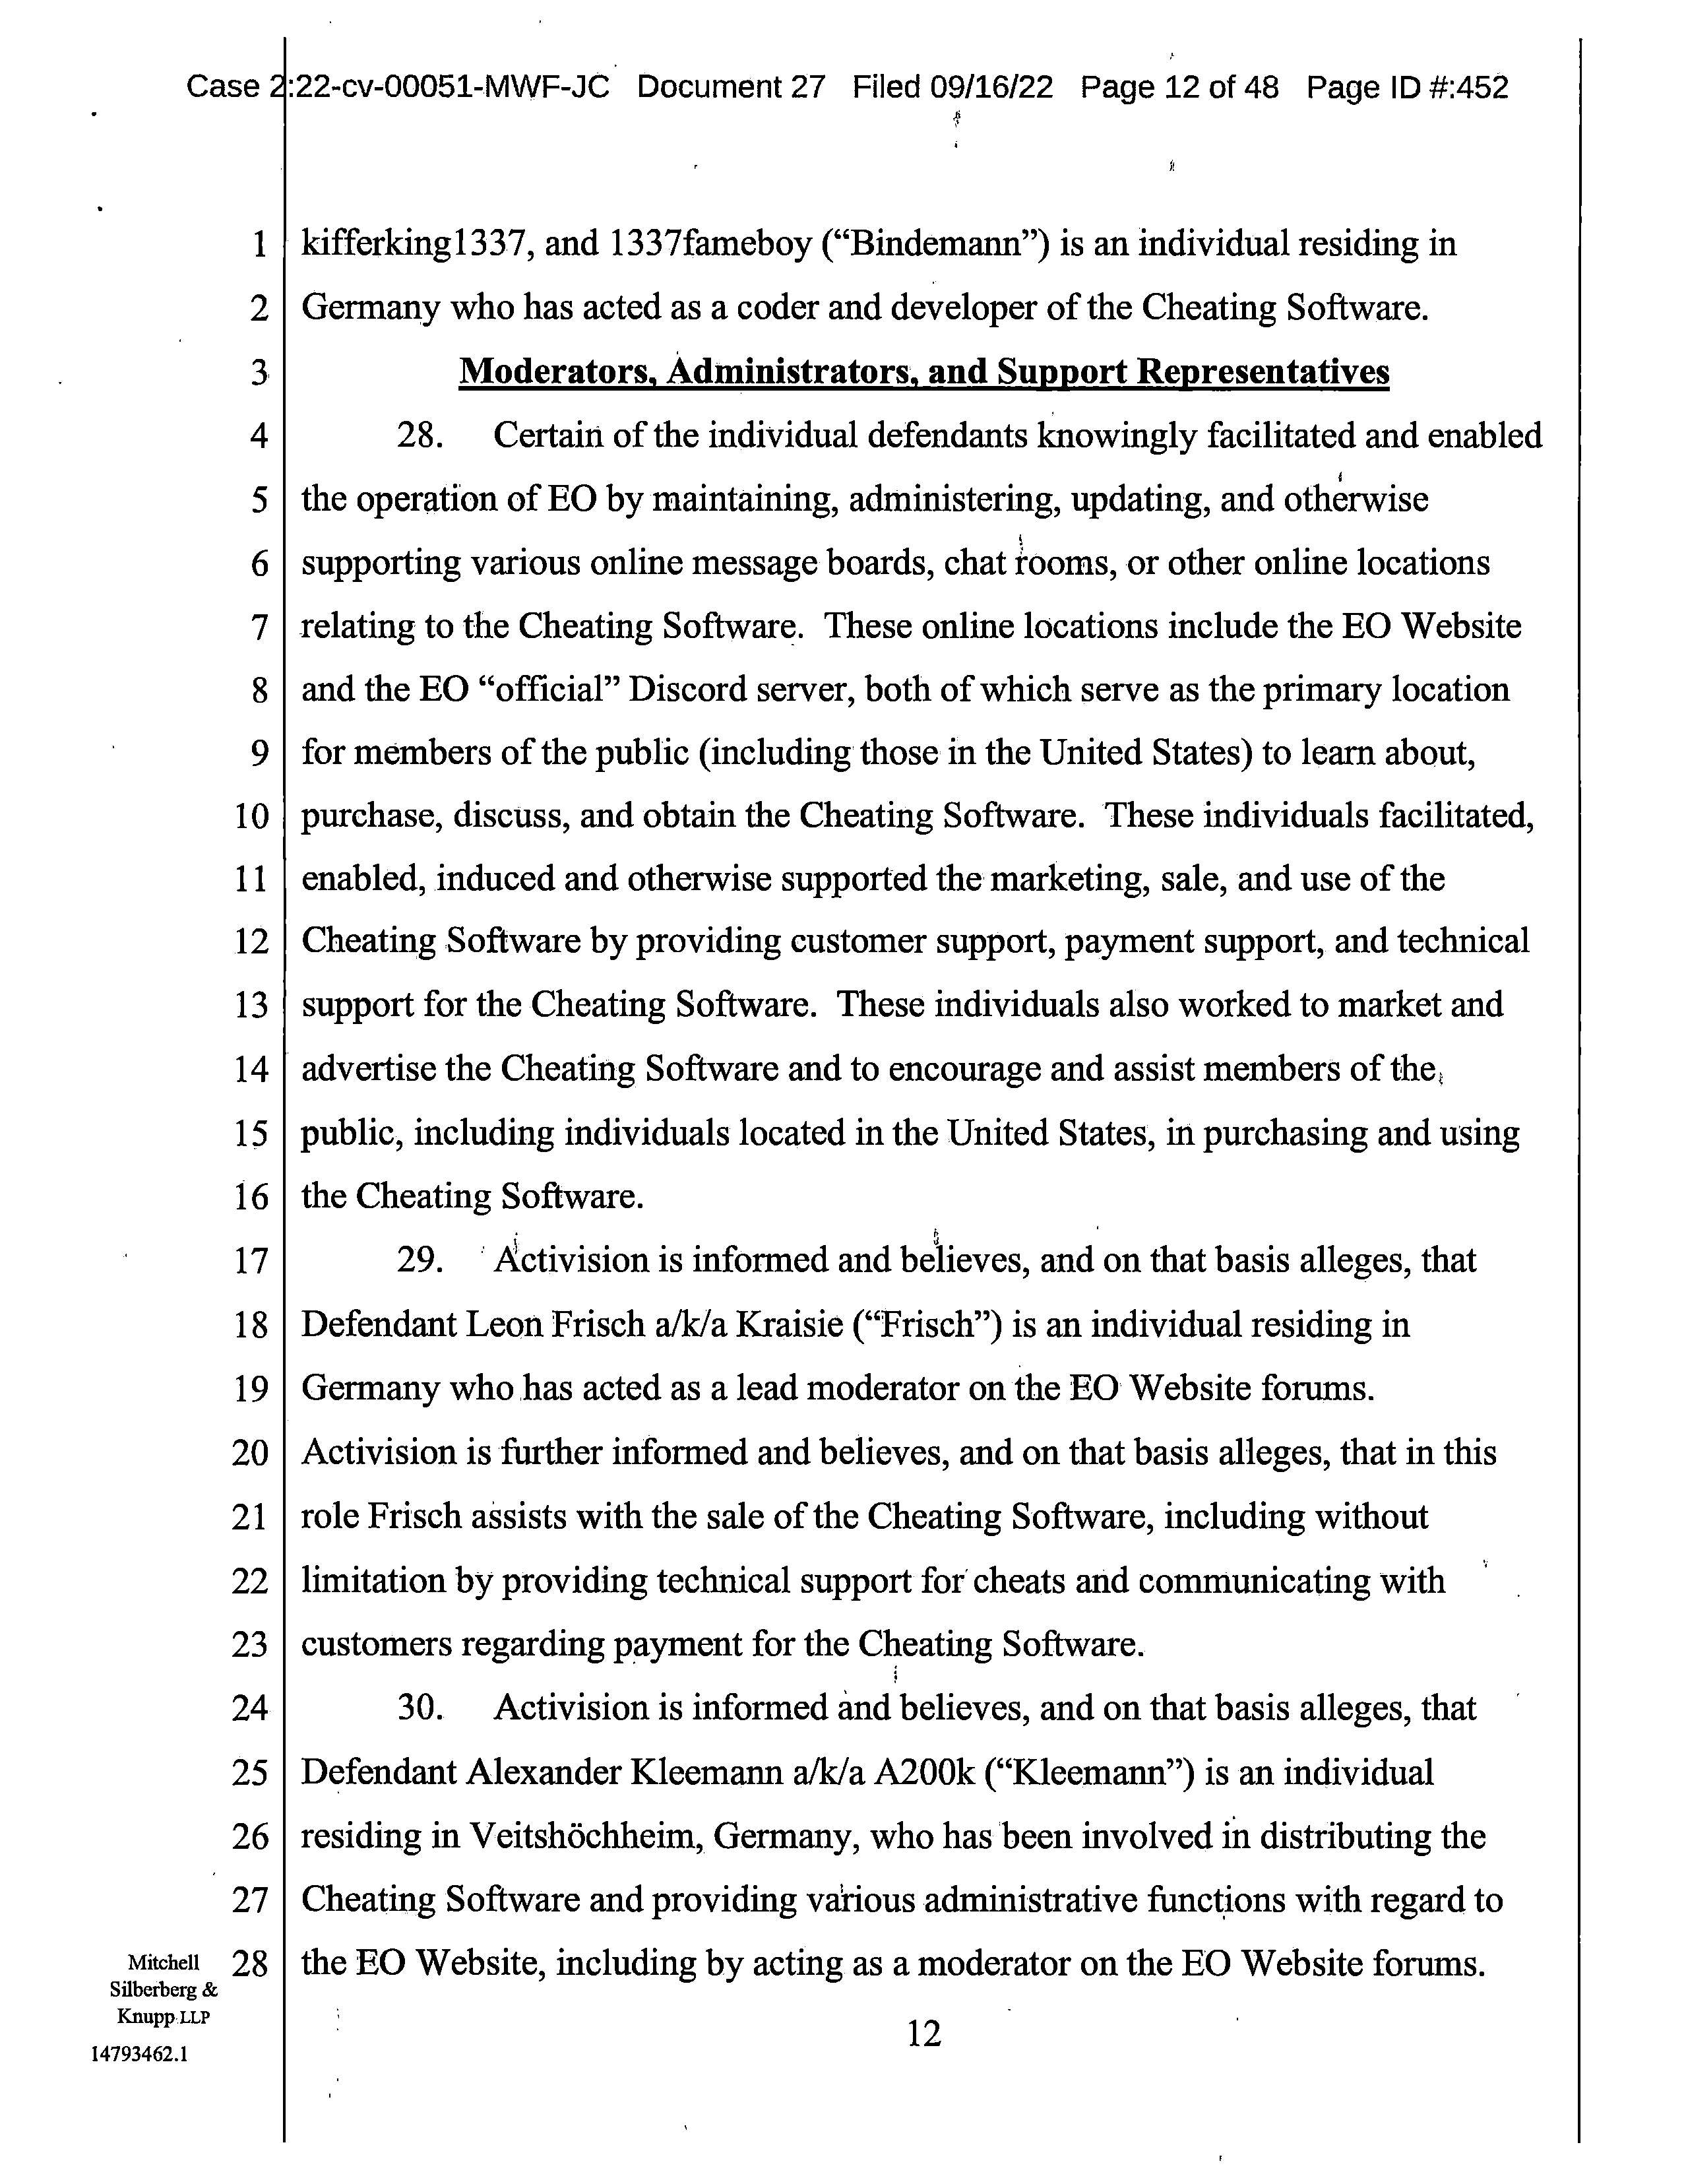 Case 2:22-cv-00051-MWF-JC Document 27 Filed 09/16/22 Page 12 of 48 Page ID #:452
1 kifferking1337, and 1337fameboy (“Bindemann”) is an individual residing in
2 Germany who has acted as a coder and developer of the Cheating Software.
3 Moderators, Administrators, and Support Representatives
4 28. Certain of the individual defendants knowingly facilitated and enabled
5 the operation of EO by maintaining, administering, updating, and otherwise
6 supporting various online message boards, chat rooms, or other online locations
7 relating to the Cheating Software. These online locations include the EO Website
8 and the EO “official” Discord server, both of which serve as the primary location
9 for members of the public (including those in the United States) to learn about,
10 purchase, discuss, and obtain the Cheating Software. These individuals facilitated,
11 enabled, induced and otherwise supported the marketing, sale, and use of the
12 Cheating Software by providing customer support, payment support, and technical
13 support for the Cheating Software. These individuals also worked to market and
14 advertise the Cheating Software and to encourage and assist members of the
15 public, including individuals located in the United States, in purchasing and using
16 the Cheating Software.
17 29. Activision is informed and believes, and on that basis alleges, that
18 Defendant Leon Frisch a/k/a Kraisie (“Frisch”) is an individual residing in
19 Germany who has acted as a lead moderator on the EO Website forums.
20 Activision is further informed and believes, and on that basis alleges, that in this
21 role Frisch assists with the sale of the Cheating Software, including without
22 limitation by providing technical support for cheats and communicating with
23 customers regarding payment for the Cheating Software.
24 30. Activision is informed and believes, and on that basis alleges, that
25 Defendant Alexander Kleemann a/k/a A200k (“Kleemann”) is an individual
26 residing in Veitshöchheim, Germany, who has been involved in distributing the
27 Cheating Software and providing various administrative functions with regard to
28 the EO Website, including by acting as a moderator on the EO Website forums.
Mitchell
Silberberg &
Knupp LLP
14793462.1
12